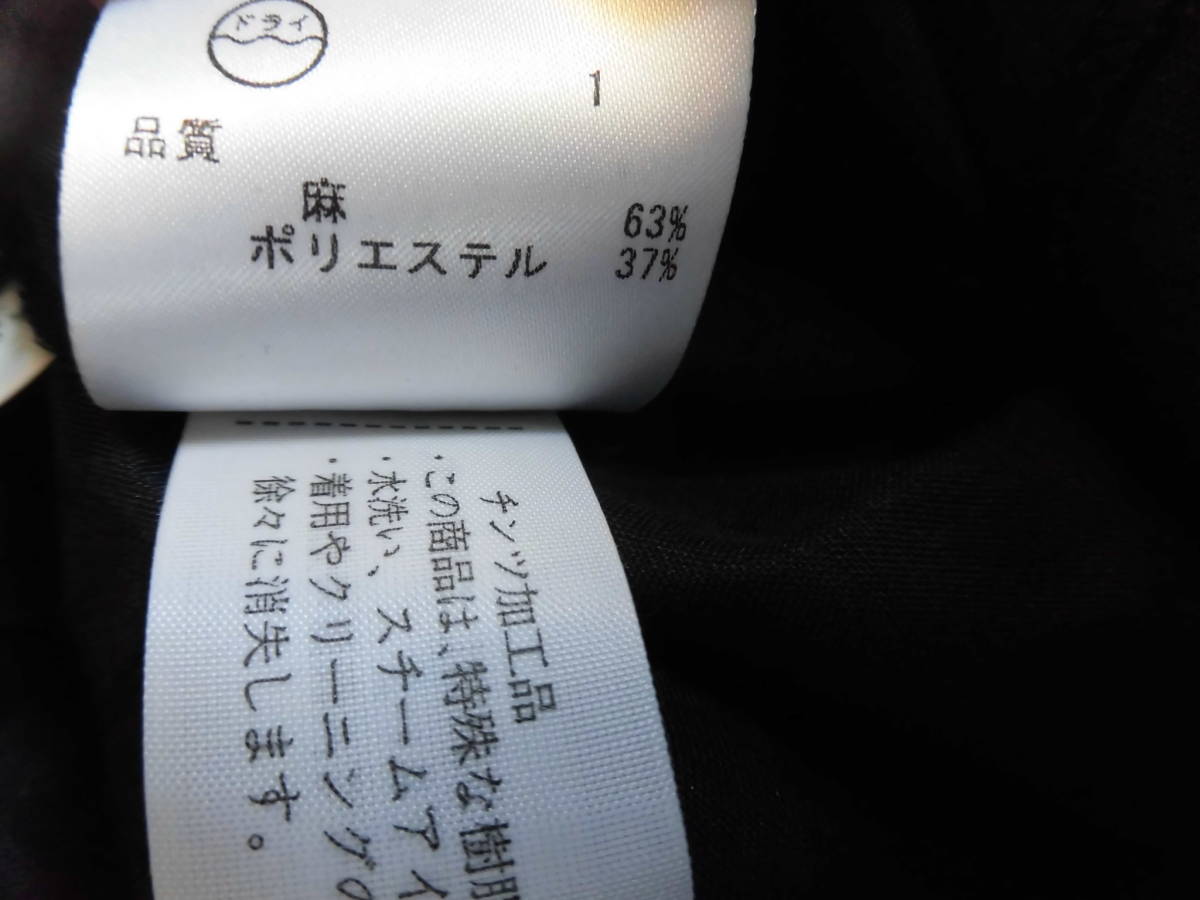 ドライ
1
品質
麻 63%
ポリエステル 37%
チンツ加工品
・この商品は、特殊な樹脂
・水洗い、スチームアイ
・着用やクリーニングの
徐々に消失します。